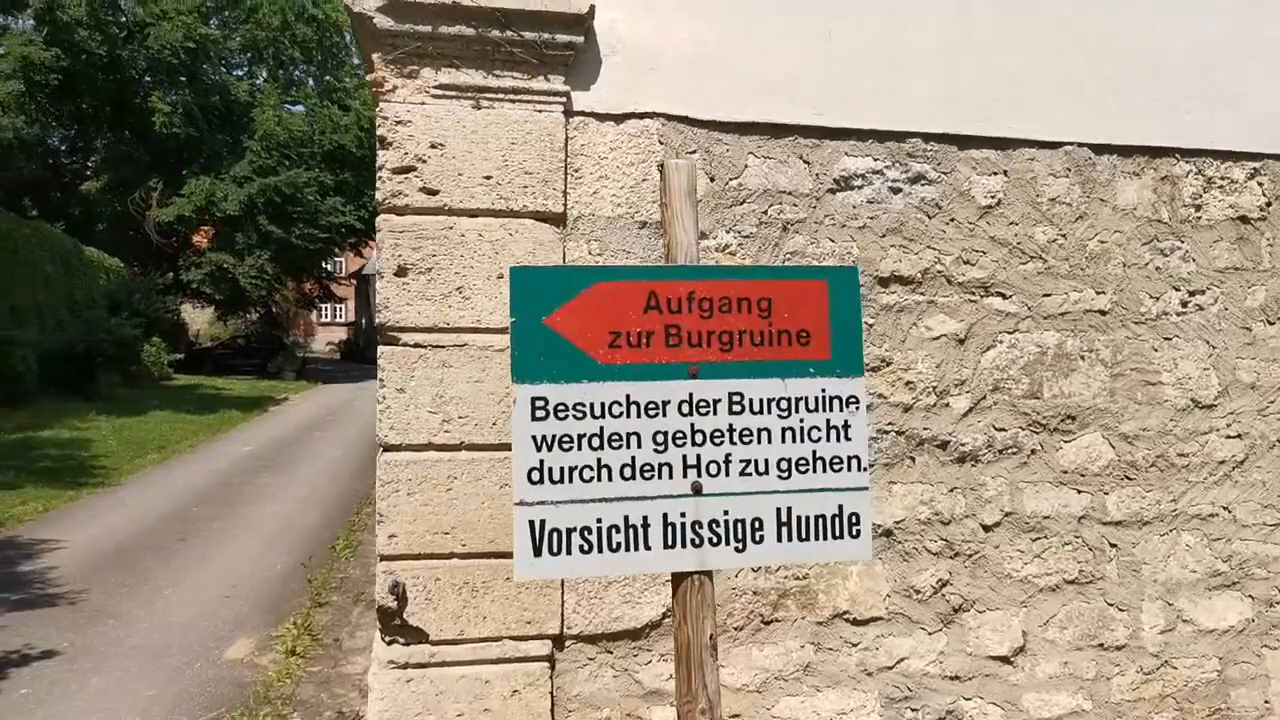 Aufgang
zur Burgruine
Besucher der Burgruine
werden gebeten nicht
durch den Hof zu gehen.
Vorsicht bissige Hunde